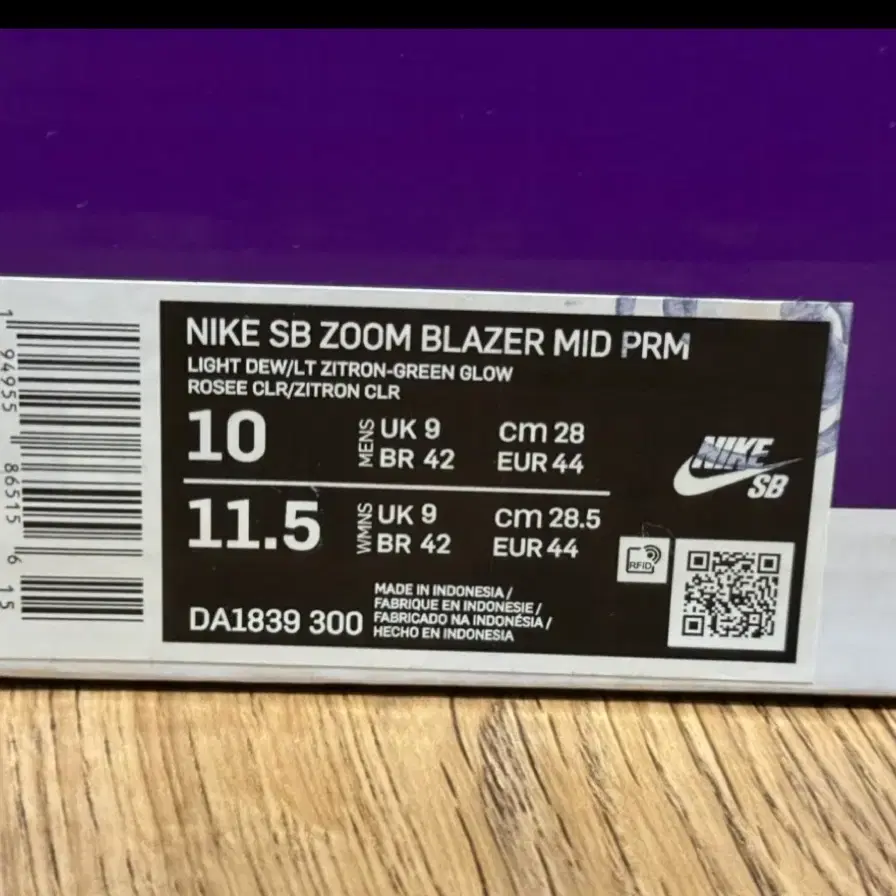 NIKE SB ZOOM BLAZER MID PRM
LIGHT DEW/LT ZITRON-GREEN GLOW
ROSEE CLR/ZITRON CLR
10 MENS UK 9 cm 28
BR 42 EUR 44
11.5 WMNS UK 9 cm 28.5
BR 42 EUR 44
NIKE
SB
RFID
DA1839 300
MADE IN INDONESIA /
FABRIQUE EN INDONESIE /
FABRICADO NA INDONÉSIA /
HECHO EN INDONESIA
1 94955 86515 6 15